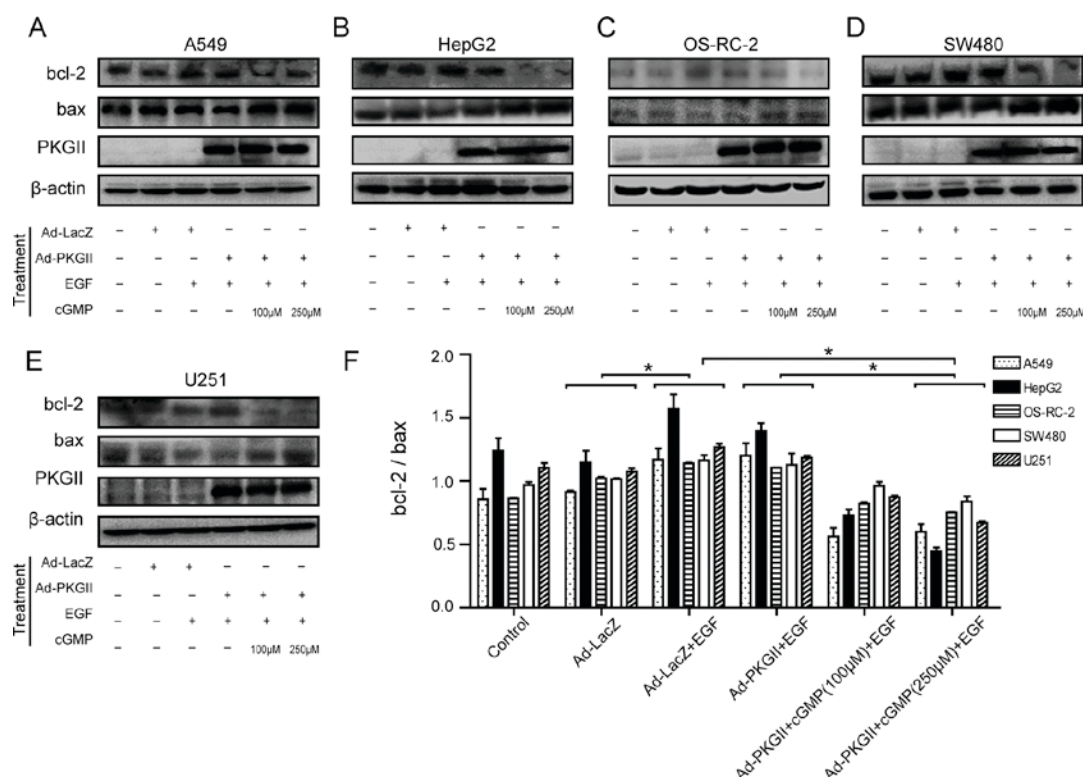 A B C D
A549 HepG2 OS-RC-2 SW480
bcl-2
bax
PKGII
β-actin
Treatment
Ad-LacZ – + + – – – – + + – – – – + + – – – – + + – – –
Ad-PKGII – – – + + + – – – + + + – – – + + + – – – + + +
EGF – – + + + + – – + + + + – – + + + + – – + + + +
cGMP – – – – 100µM 250µM – – – – 100µM 250µM – – – – 100µM 250µM – – – – 100µM 250µM
E
U251
bcl-2
bax
PKGII
β-actin
Treatment
Ad-LacZ – + + – – –
Ad-PKGII – – – + + +
EGF – – + + + +
cGMP – – – – 100µM 250µM
F
bcl-2 / bax
2.0
1.5
1.0
0.5
0.0
* * *
A549
HepG2
OS-RC-2
SW480
U251
Control
Ad-LacZ
Ad-LacZ+EGF
Ad-PKGII+EGF
Ad-PKGII+cGMP(100µM)+EGF
Ad-PKGII+cGMP(250µM)+EGF